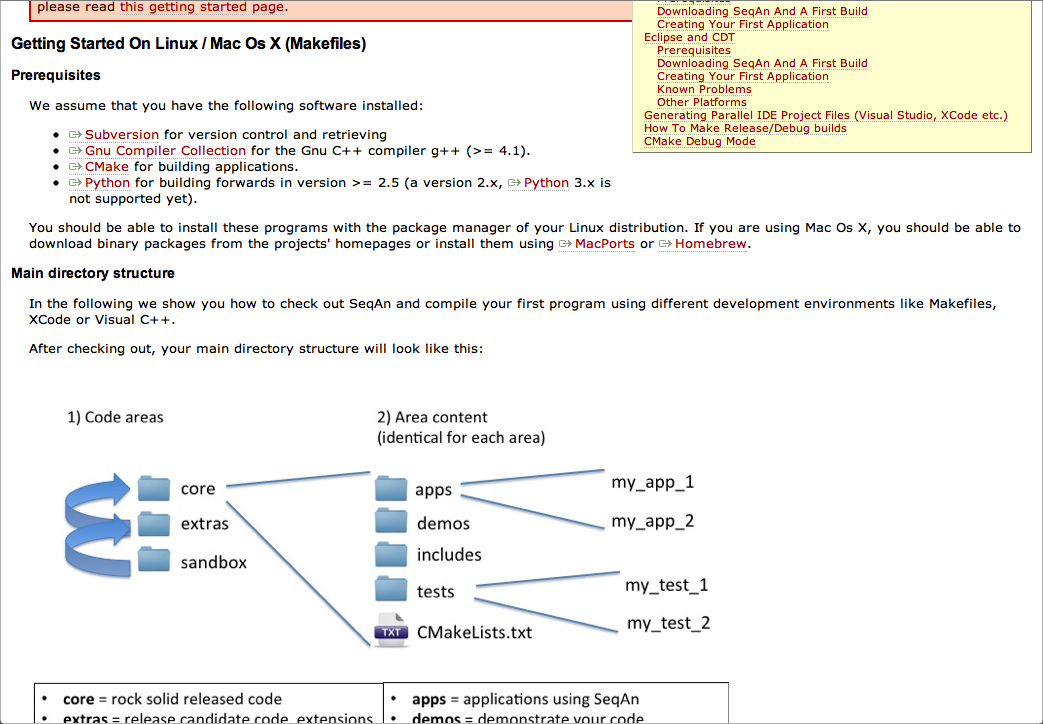 please read this getting started page.
Prerequisites
Downloading SeqAn And A First Build
Creating Your First Application
Eclipse and CDT
Prerequisites
Downloading SeqAn And A First Build
Creating Your First Application
Known Problems
Other Platforms
Generating Parallel IDE Project Files (Visual Studio, XCode etc.)
How To Make Release/Debug builds
CMake Debug Mode
Getting Started On Linux / Mac Os X (Makefiles)
Prerequisites
We assume that you have the following software installed:
• Subversion for version control and retrieving
• Gnu Compiler Collection for the Gnu C++ compiler g++ (>= 4.1).
• CMake for building applications.
• Python for building forwards in version >= 2.5 (a version 2.x, Python 3.x is
not supported yet).
You should be able to install these programs with the package manager of your Linux distribution. If you are using Mac Os X, you should be able to
download binary packages from the projects' homepages or install them using MacPorts or Homebrew.
Main directory structure
In the following we show you how to check out SeqAn and compile your first program using different development environments like Makefiles,
XCode or Visual C++.
After checking out, your main directory structure will look like this:
1) Code areas
core
extras
sandbox
2) Area content
(identical for each area)
apps
demos
includes
tests
TXT CMakeLists.txt
my_app_1
my_app_2
my_test_1
my_test_2
• core = rock solid released code
• extras = release candidate code, extensions
• apps = applications using SeqAn
• demos = demonstrate your code